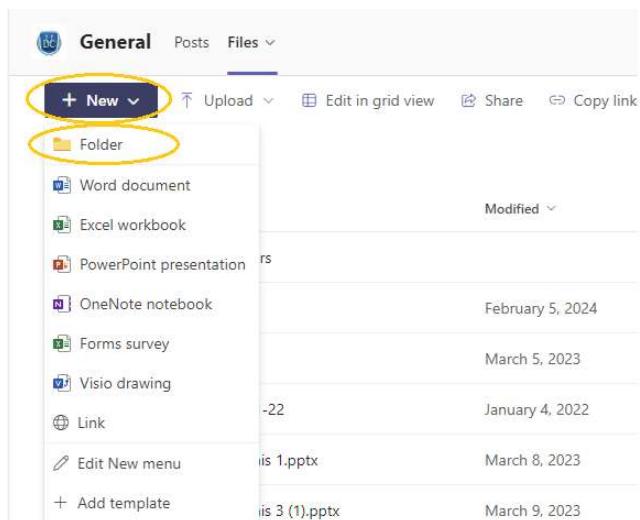 DC General Posts Files
+ New Upload Edit in grid view Share Copy link
Folder
Word document
Modified
Excel workbook
PowerPoint presentation rs
OneNote notebook February 5, 2024
Forms survey March 5, 2023
Visio drawing
Link -22 January 4, 2022
Edit New menu is 1.pptx March 8, 2023
+ Add template is 3 (1).pptx March 9, 2023